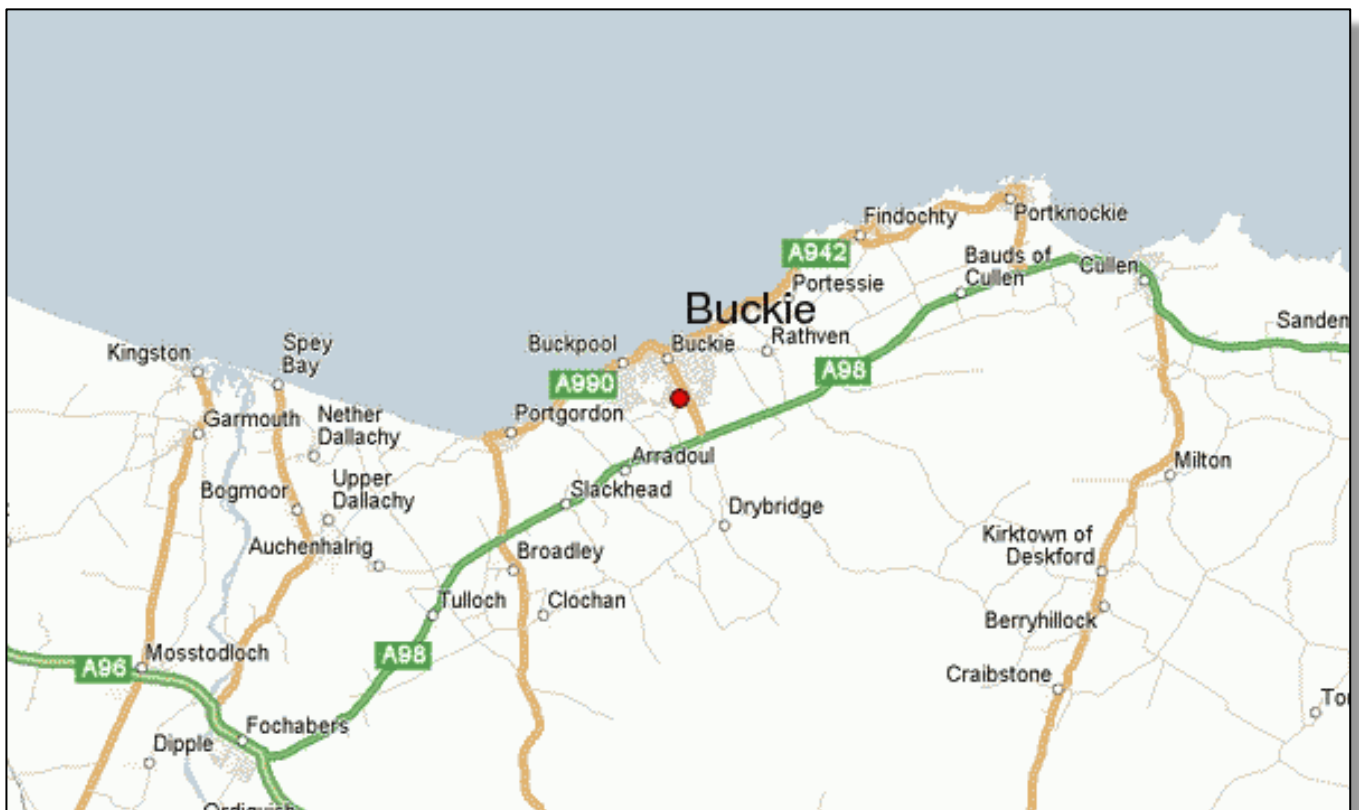 Findochty
Portknockie
A942
Bauds of
Cullen
Cullen
Portessie
Buckie
Sanden
Rathven
Buckpool
Buckie
Spey
Bay
Kingston
A98
A990
Garmouth
Nether
Dallachy
Portgordon
Arradoul
Milton
Bogmoor
Upper
Dallachy
Slackhead
Drybridge
Kirktown of
Deskford
Auchenhalrig
Broadley
Tulloch
Clochan
Berryhillock
A96
Mosstodloch
A98
Craibstone
Tor
Fochabers
Dipple